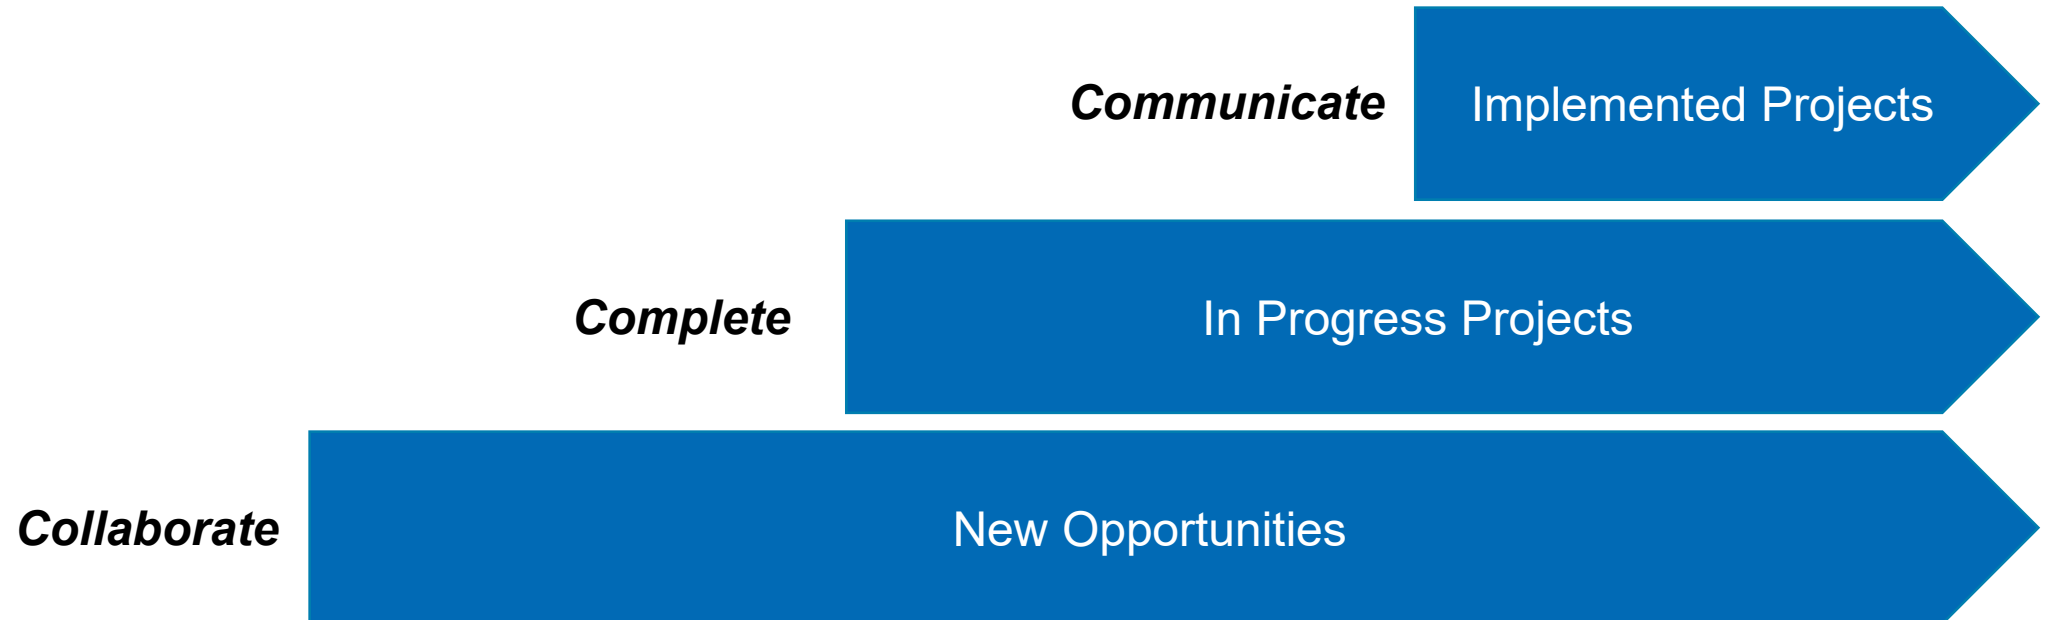 Communicate
Implemented Projects
Complete
In Progress Projects
Collaborate
New Opportunities